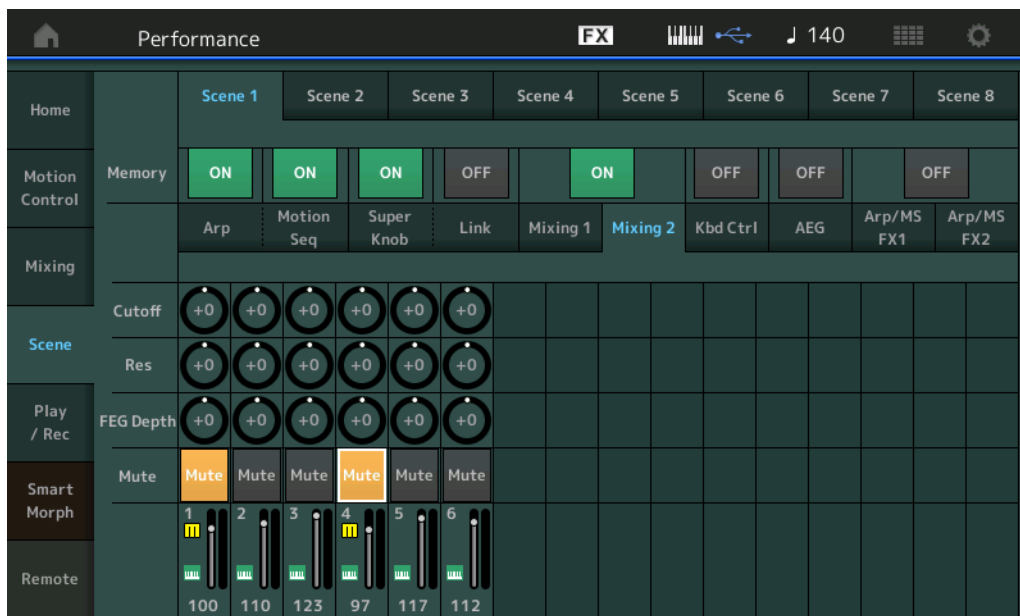 Performance FX 140
Scene 1 Scene 2 Scene 3 Scene 4 Scene 5 Scene 6 Scene 7 Scene 8
Home
Memory ON ON ON OFF ON OFF OFF OFF
Motion
Control
Arp Motion
Seq Super
Knob Link Mixing 1 Mixing 2 Kbd Ctrl AEG Arp/MS
FX1 Arp/MS
FX2
Mixing
Cutoff +0 +0 +0 +0 +0 +0
Scene
Res +0 +0 +0 +0 +0 +0
Play
/ Rec
FEG Depth +0 +0 +0 +0 +0 +0
Mute Mute Mute Mute Mute Mute Mute
Smart
Morph
1 2 3 4 5 6
Remote
100 110 123 97 117 112